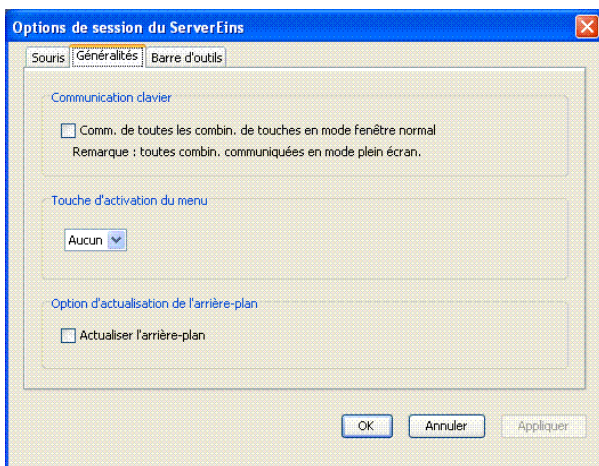 Options de session du ServerEins
Souris Généralités Barre d'outils
Communication clavier
Comm. de toutes les combin. de touches en mode fenêtre normal
Remarque : toutes combin. communiquées en mode plein écran.
Touche d'activation du menu
Aucun
Option d'actualisation de l'arrière-plan
Actualiser l'arrière-plan
OK Annuler Appliquer